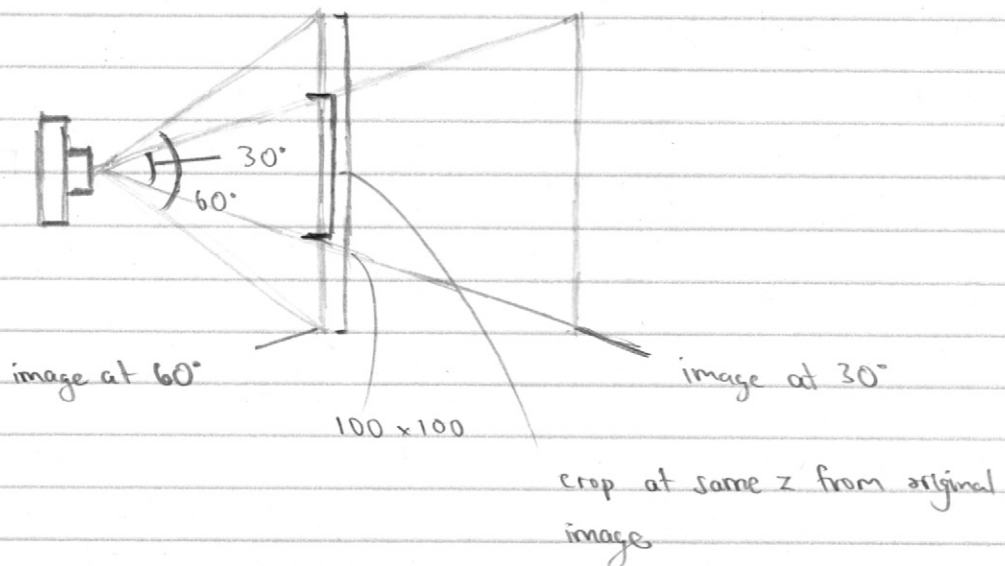 30°
60°
image at 60°
image at 30°
100 x 100
crop at same z from original
image